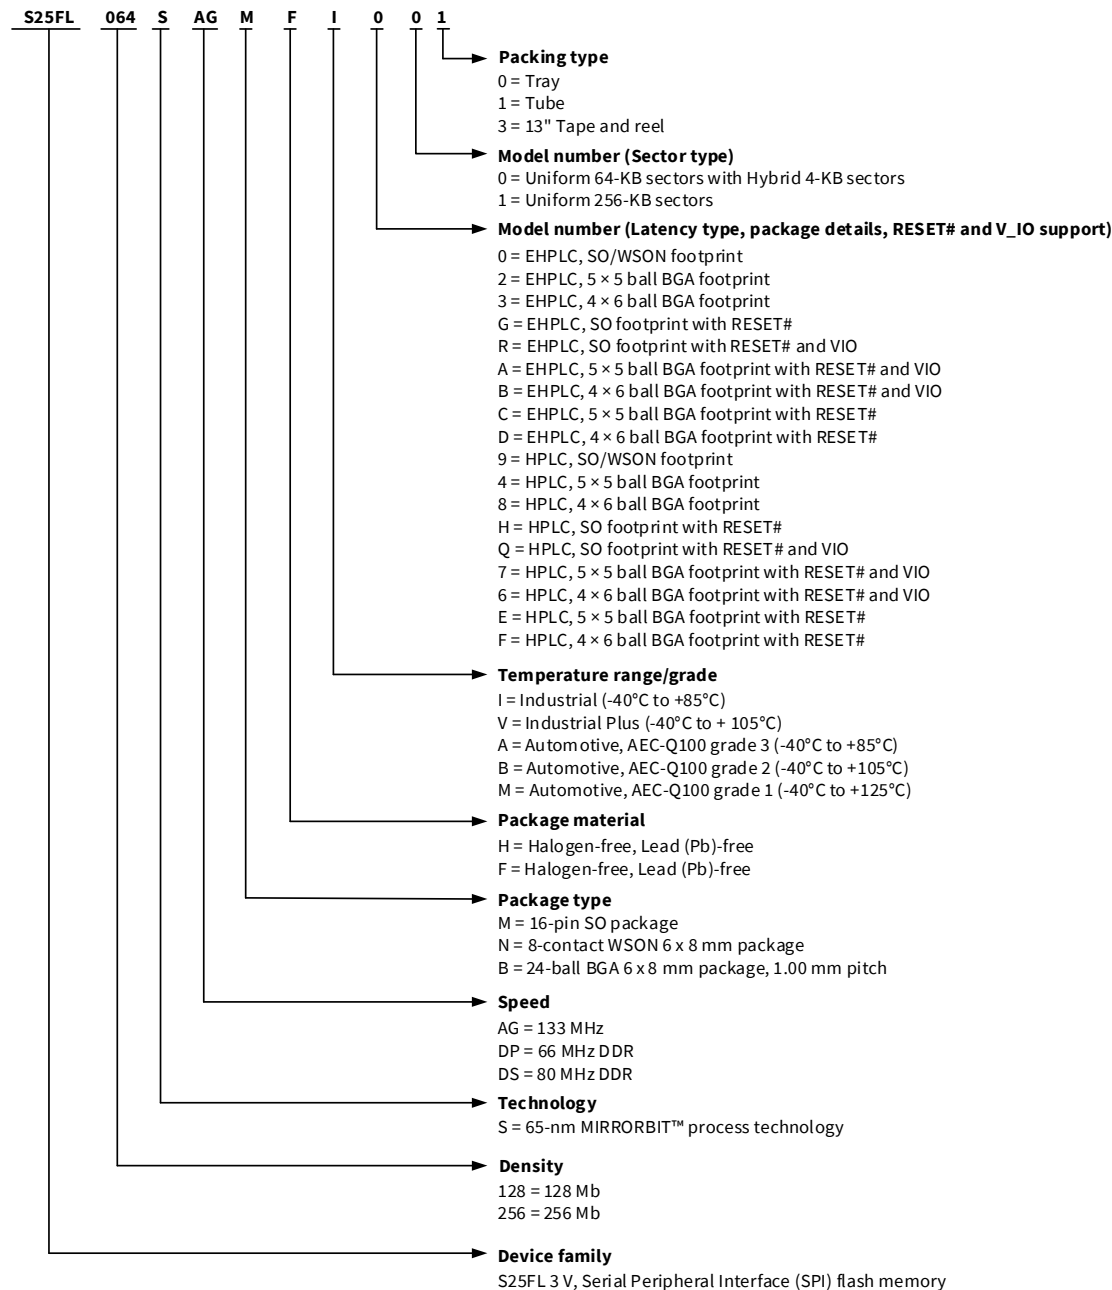 S25FL 064 S AG M F I 0 0 1
Packing type
0 = Tray
1 = Tube
3 = 13" Tape and reel
Model number (Sector type)
0 = Uniform 64-KB sectors with Hybrid 4-KB sectors
1 = Uniform 256-KB sectors
Model number (Latency type, package details, RESET# and V_IO support)
0 = EHPLC, SO/WSON footprint
2 = EHPLC, 5 × 5 ball BGA footprint
3 = EHPLC, 4 × 6 ball BGA footprint
G = EHPLC, SO footprint with RESET#
R = EHPLC, SO footprint with RESET# and VIO
A = EHPLC, 5 × 5 ball BGA footprint with RESET# and VIO
B = EHPLC, 4 × 6 ball BGA footprint with RESET# and VIO
C = EHPLC, 5 × 5 ball BGA footprint with RESET#
D = EHPLC, 4 × 6 ball BGA footprint with RESET#
9 = HPLC, SO/WSON footprint
4 = HPLC, 5 × 5 ball BGA footprint
8 = HPLC, 4 × 6 ball BGA footprint
H = HPLC, SO footprint with RESET#
Q = HPLC, SO footprint with RESET# and VIO
7 = HPLC, 5 × 5 ball BGA footprint with RESET# and VIO
6 = HPLC, 4 × 6 ball BGA footprint with RESET# and VIO
E = HPLC, 5 × 5 ball BGA footprint with RESET#
F = HPLC, 4 × 6 ball BGA footprint with RESET#
Temperature range/grade
I = Industrial (-40°C to +85°C)
V = Industrial Plus (-40°C to + 105°C)
A = Automotive, AEC-Q100 grade 3 (-40°C to +85°C)
B = Automotive, AEC-Q100 grade 2 (-40°C to +105°C)
M = Automotive, AEC-Q100 grade 1 (-40°C to +125°C)
Package material
H = Halogen-free, Lead (Pb)-free
F = Halogen-free, Lead (Pb)-free
Package type
M = 16-pin SO package
N = 8-contact WSON 6 x 8 mm package
B = 24-ball BGA 6 x 8 mm package, 1.00 mm pitch
Speed
AG = 133 MHz
DP = 66 MHz DDR
DS = 80 MHz DDR
Technology
S = 65-nm MIRRORBIT™ process technology
Density
128 = 128 Mb
256 = 256 Mb
Device family
S25FL 3 V, Serial Peripheral Interface (SPI) flash memory